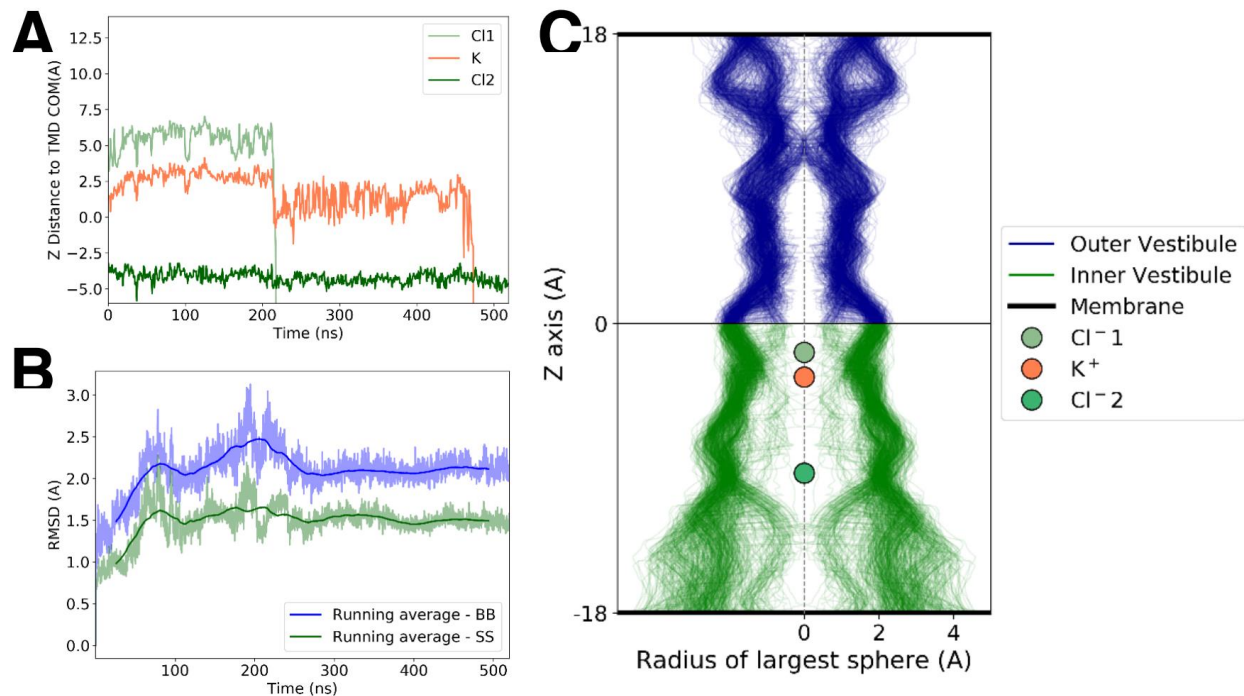 A
12.5
10.0
7.5
5.0
2.5
0.0
−2.5
−5.0
Z Distance to TMD COM(A)
0
100
200
300
400
500
Time (ns)
Cl1
K
Cl2
B
3.0
2.5
2.0
1.5
1.0
0.5
0.0
RMSD (A)
100
200
300
400
500
Time (ns)
Running average - BB
Running average - SS
C
18
0
-18
Z axis (A)
0
2
4
Radius of largest sphere (A)
Outer Vestibule
Inner Vestibule
Membrane
Cl⁻1
K⁺
Cl⁻2